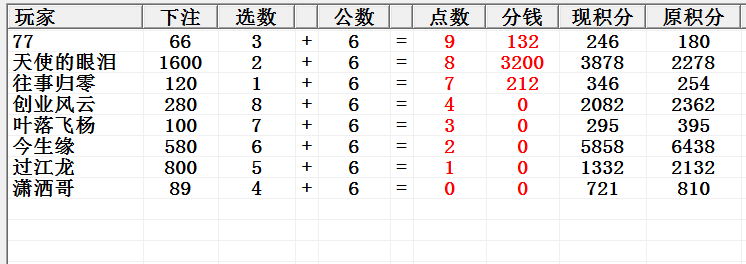 玩家 下注 选数 公数 点数 分钱 现积分 原积分
77 66 3 + 6 = 9 132 246 180
天使的眼泪 1600 2 + 6 = 8 3200 3878 2278
往事归零 120 1 + 6 = 7 212 346 254
创业风云 280 8 + 6 = 4 0 2082 2362
叶落飞杨 100 7 + 6 = 3 0 295 395
今生缘 580 6 + 6 = 2 0 5858 6438
过江龙 800 5 + 6 = 1 0 1332 2132
潇洒哥 89 4 + 6 = 0 0 721 810